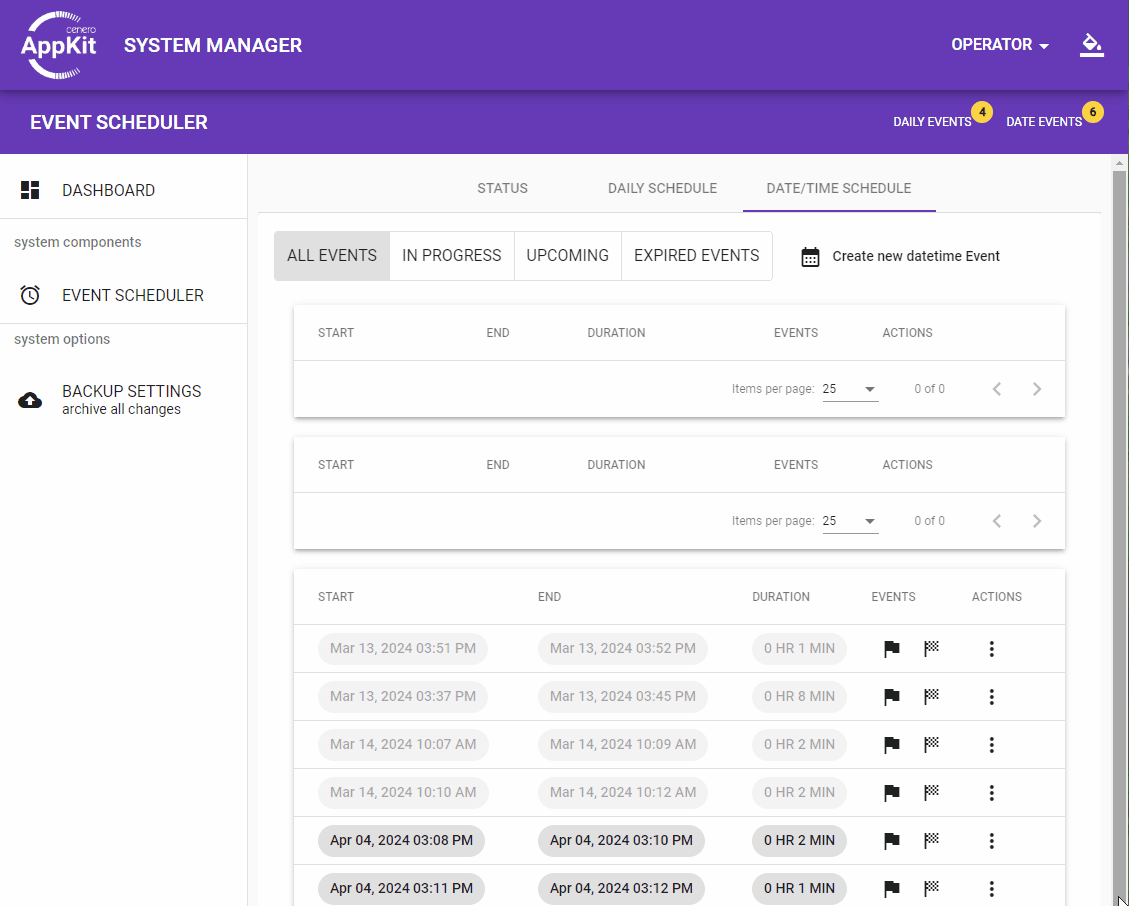 cenero
AppKit
SYSTEM MANAGER
OPERATOR
EVENT SCHEDULER
DAILY EVENTS 4
DATE EVENTS 6
DASHBOARD
system components
EVENT SCHEDULER
system options
BACKUP SETTINGS
archive all changes
STATUS DAILY SCHEDULE DATE/TIME SCHEDULE
ALL EVENTS IN PROGRESS UPCOMING EXPIRED EVENTS Create new datetime Event
START END DURATION EVENTS ACTIONS
Items per page: 25 0 of 0
START END DURATION EVENTS ACTIONS
Items per page: 25 0 of 0
START END DURATION EVENTS ACTIONS
Mar 13, 2024 03:51 PM Mar 13, 2024 03:52 PM 0 HR 1 MIN
Mar 13, 2024 03:37 PM Mar 13, 2024 03:45 PM 0 HR 8 MIN
Mar 14, 2024 10:07 AM Mar 14, 2024 10:09 AM 0 HR 2 MIN
Mar 14, 2024 10:10 AM Mar 14, 2024 10:12 AM 0 HR 2 MIN
Apr 04, 2024 03:08 PM Apr 04, 2024 03:10 PM 0 HR 2 MIN
Apr 04, 2024 03:11 PM Apr 04, 2024 03:12 PM 0 HR 1 MIN